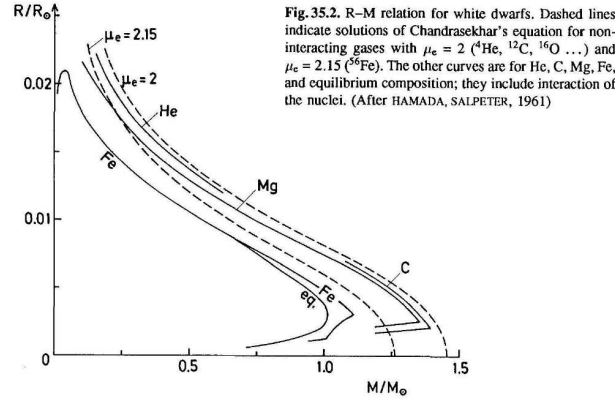 R/R⊙
Fig. 35.2. R–M relation for white dwarfs. Dashed lines
indicate solutions of Chandrasekhar's equation for non-
interacting gases with μe = 2 (⁴He, ¹²C, ¹⁶O ...) and
μe = 2.15 (⁵⁶Fe). The other curves are for He, C, Mg, Fe,
and equilibrium composition; they include interaction of
the nuclei. (After HAMADA, SALPETER, 1961)
μe = 2.15
μe = 2
0.02
He
Fe
Mg
0.01
C
Fe
eq.
0
0.5
1.0
1.5
M/M⊙